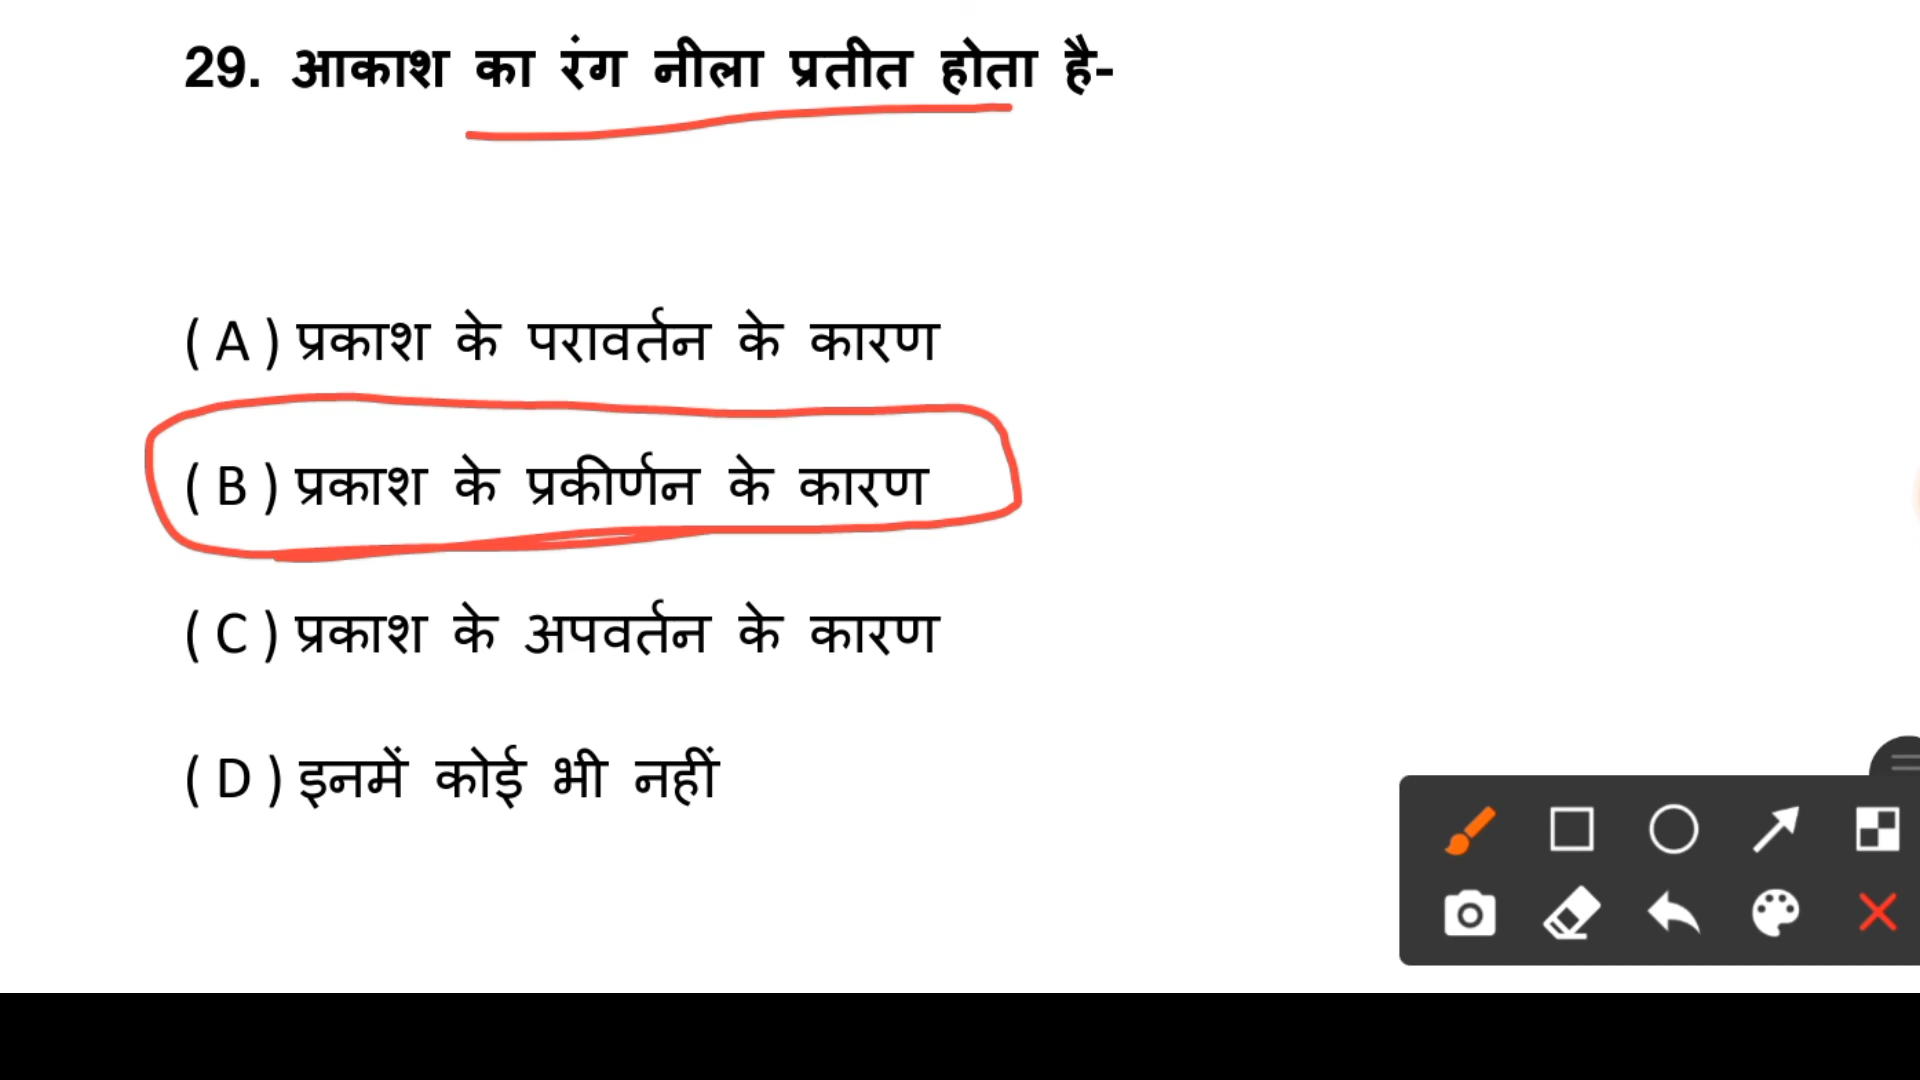 29. आकाश का रंग नीला प्रतीत होता है-
( A ) प्रकाश के परावर्तन के कारण
( B ) प्रकाश के प्रकीर्णन के कारण
( C ) प्रकाश के अपवर्तन के कारण
( D ) इनमें कोई भी नहीं